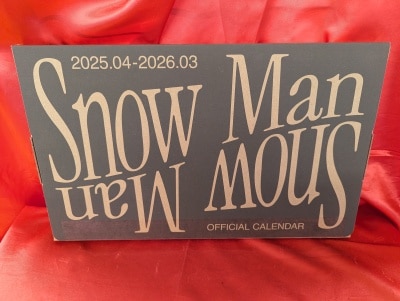 2025.04-2026.03
Snow Man
Snow Man
OFFICIAL CALENDAR